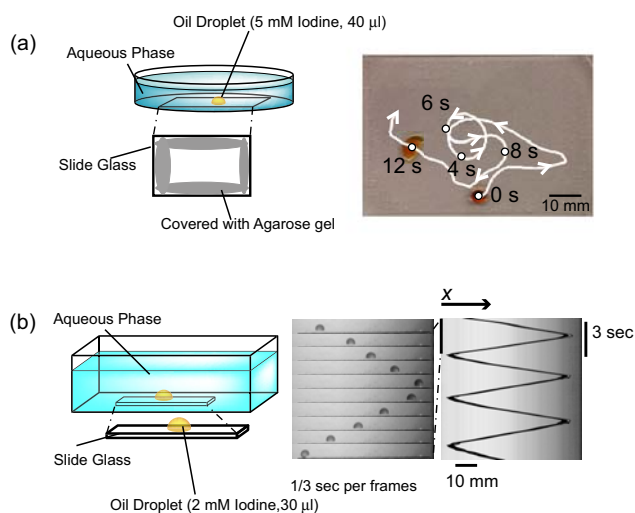 (a)
Oil Droplet (5 mM Iodine, 40 μl)
Aqueous Phase
Slide Glass
Covered with Agarose gel
6 s
8 s
4 s
12 s
0 s
10 mm
(b)
Aqueous Phase
Slide Glass
Oil Droplet (2 mM Iodine,30 μl)
1/3 sec per frames
x
3 sec
10 mm